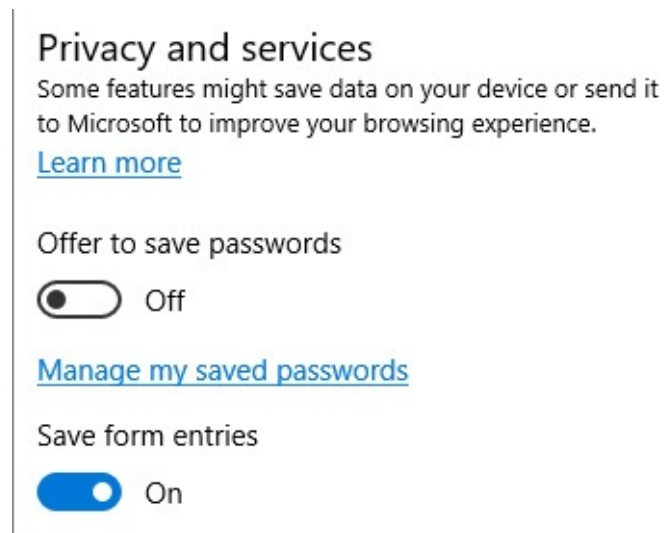 Privacy and services
Some features might save data on your device or send it
to Microsoft to improve your browsing experience.
Learn more
Offer to save passwords
Off
Manage my saved passwords
Save form entries
On